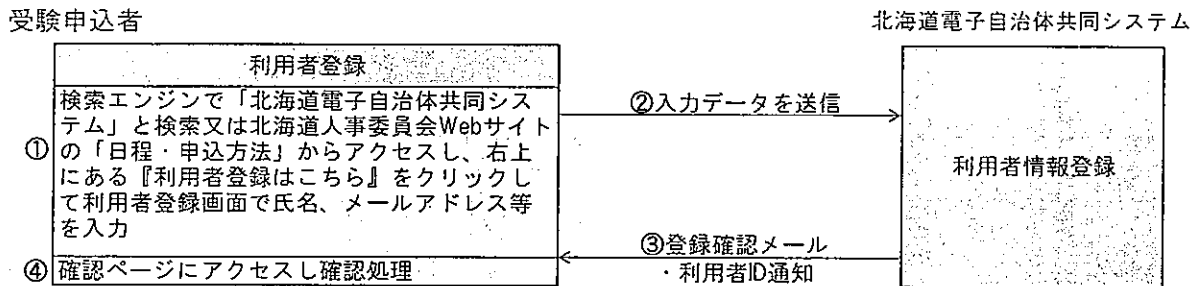 受験申込者
北海道電子自治体共同システム
利用者登録
①
検索エンジンで「北海道電子自治体共同シス
テム」と検索又は北海道人事委員会Webサイト
の「日程・申込方法」からアクセスし、右上
にある『利用者登録はこちら』をクリックし
て利用者登録画面で氏名、メールアドレス等
を入力
②入力データを送信
利用者情報登録
③登録確認メール
・利用者ID通知
④ 確認ページにアクセスし確認処理